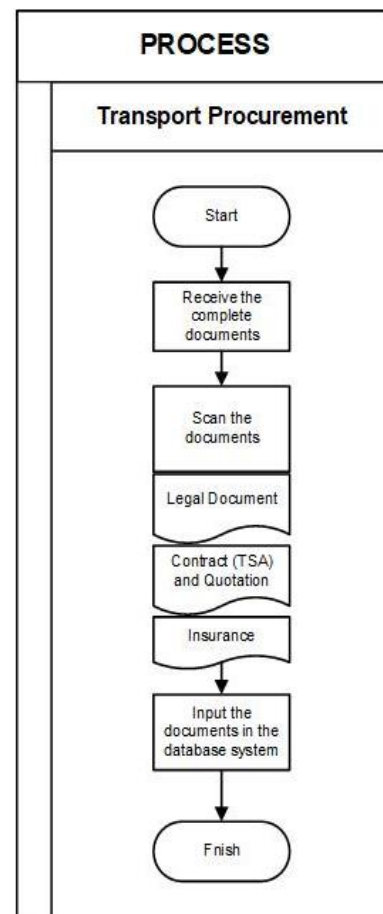 PROCESS
Transport Procurement
Start
Receive the
complete
documents
Scan the
documents
Legal Document
Contract (TSA)
and Quotation
Insurance
Input the
documents in the
database system
Fnish